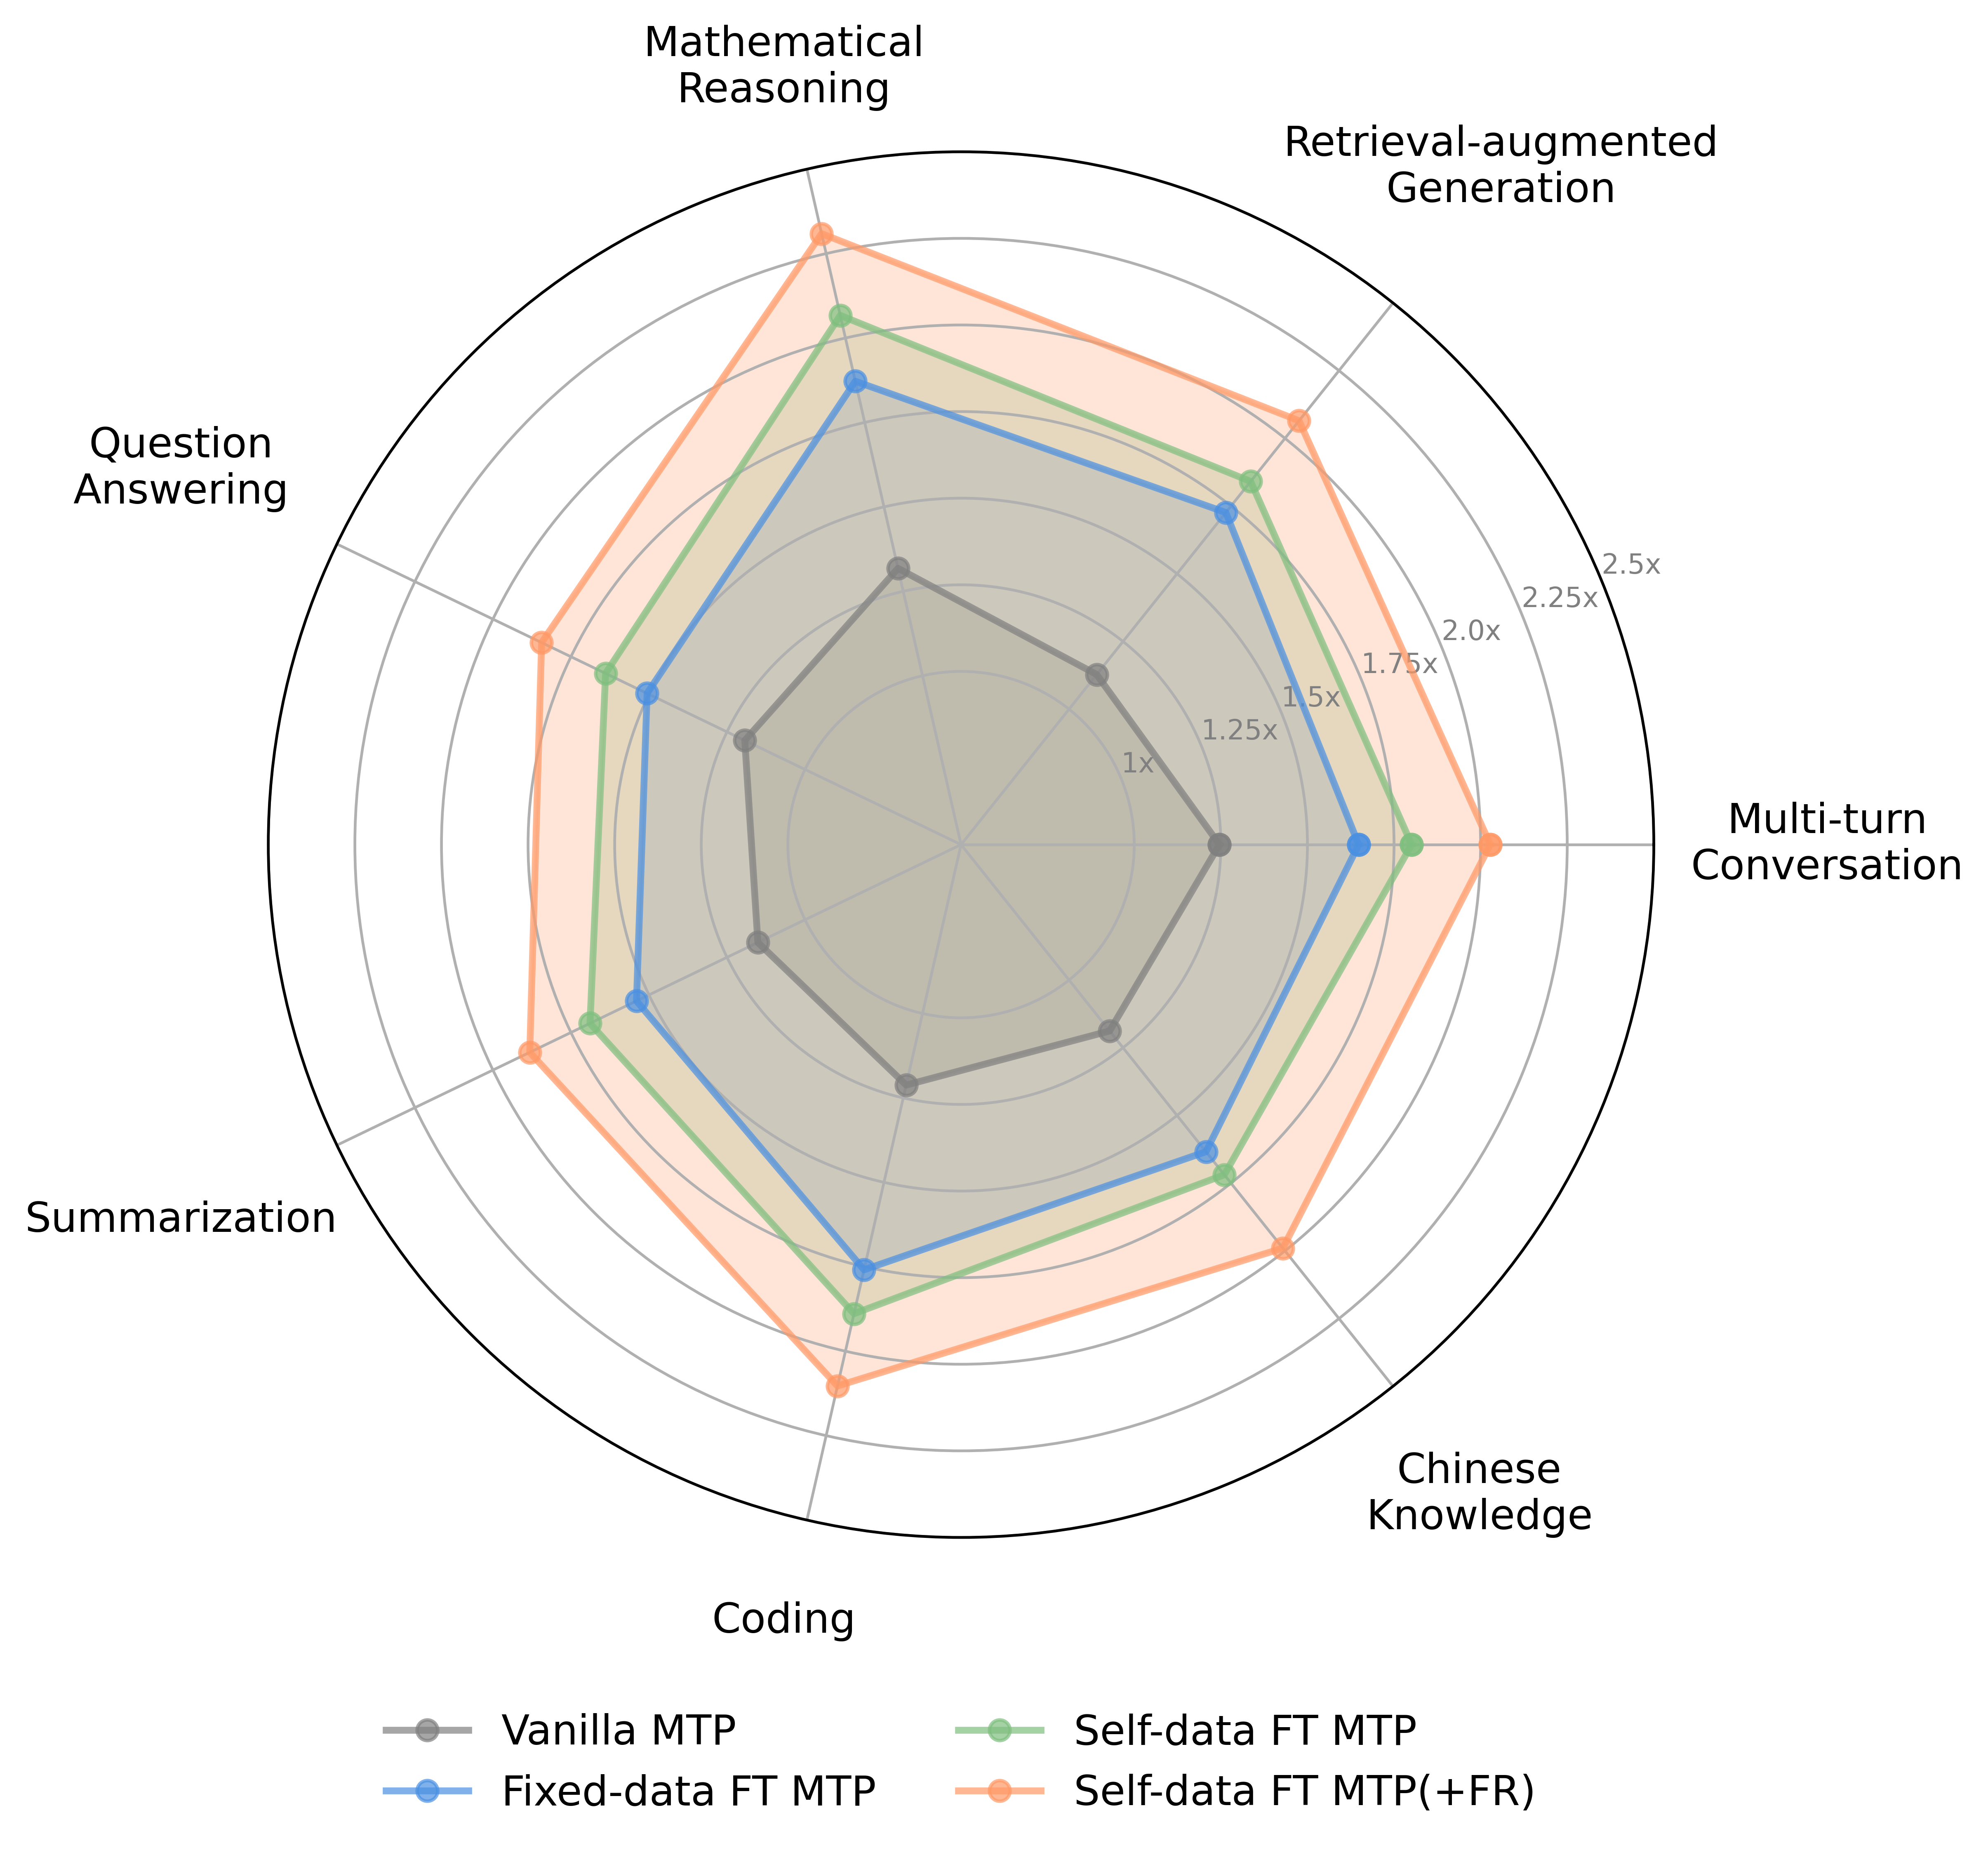 Mathematical
Reasoning
Retrieval-augmented
Generation
Question
Answering
2.5x
2.25x
2.0x
1.75x
1.5x
1.25x
1x
Multi-turn
Conversation
Summarization
Chinese
Knowledge
Coding
Vanilla MTP
Fixed-data FT MTP
Self-data FT MTP
Self-data FT MTP(+FR)